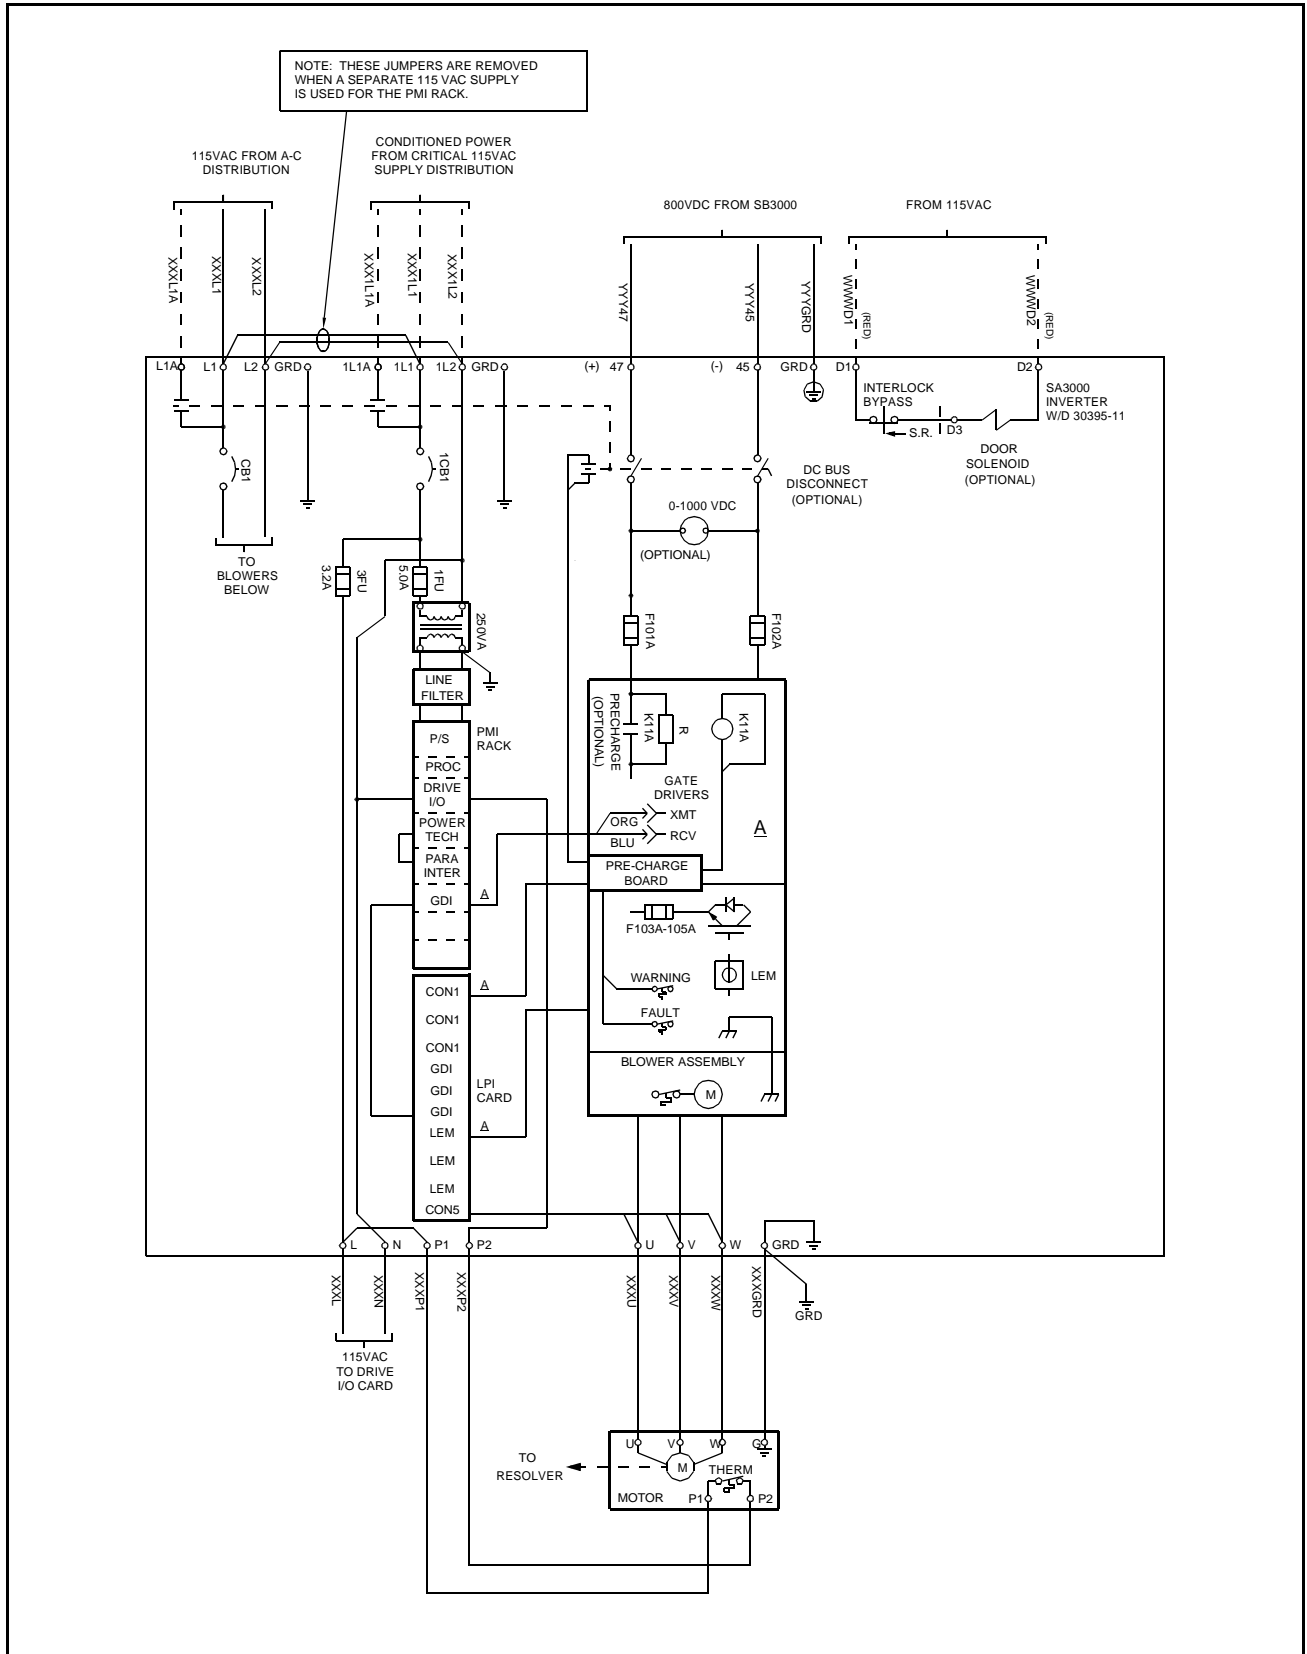 NOTE: THESE JUMPERS ARE REMOVED
WHEN A SEPARATE 115 VAC SUPPLY
IS USED FOR THE PMI RACK.
115VAC FROM A-C
DISTRIBUTION
CONDITIONED POWER
FROM CRITICAL 115VAC
SUPPLY DISTRIBUTION
800VDC FROM SB3000
FROM 115VAC
XXXL1A
XXXL1
XXXL2
XXX1L1A
XXX1L1
XXX1L2
YYY47
YYY45
YYYGRD
WWWD1
(RED)
WWWD2
(RED)
L1A
L1
L2
GRD
1L1A
1L1
1L2
GRD
(+) 47
(-) 45
GRD
D1
D2
INTERLOCK
BYPASS
S.R.
D3
DOOR
SOLENOID
(OPTIONAL)
SA3000
INVERTER
W/D 30395-11
CB1
1CB1
DC BUS
DISCONNECT
(OPTIONAL)
0-1000 VDC
(OPTIONAL)
TO
BLOWERS
BELOW
3FU
3.2A
1FU
5.0A
250VA
F101A
F102A
LINE
FILTER
PMI
RACK
P/S
PROC
DRIVE
I/O
POWER
TECH
PARA
INTER
GDI
A
PRECHARGE
(OPTIONAL)
K11A
R
K11A
GATE
DRIVERS
ORG
XMT
BLU
RCV
A
PRE-CHARGE
BOARD
F103A-105A
LEM
WARNING
FAULT
BLOWER ASSEMBLY
M
CON1
A
CON1
CON1
GDI
GDI
GDI
LPI
CARD
LEM
A
LEM
LEM
CON5
L
N
P1
P2
U
V
W
GRD
XXXL
XXXN
XXXP1
XXXP2
XXXU
XXXV
XXXW
XXXGRD
GRD
115VAC
TO DRIVE
I/O CARD
TO
RESOLVER
U
V
W
G
M
THERM
MOTOR
P1
P2